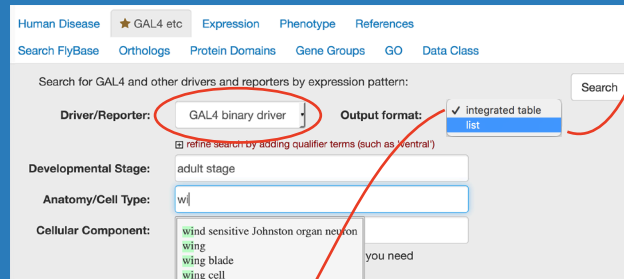 Human Disease GAL4 etc Expression Phenotype References
Search FlyBase Orthologs Protein Domains Gene Groups GO Data Class
Search for GAL4 and other drivers and reporters by expression pattern:
Search
Driver/Reporter: GAL4 binary driver Output format: ✓ integrated table
list
refine search by adding qualifier terms (such as 'ventral')
Developmental Stage: adult stage
Anatomy/Cell Type: wi
Cellular Component:
wind sensitive Johnston organ neuron
wing
wing blade
you need
wing cell